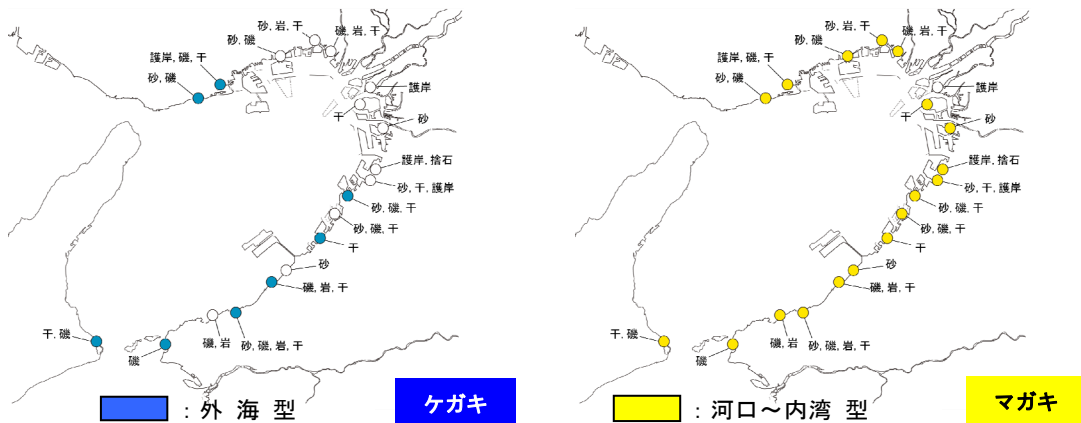 砂, 岩, 干
磯, 岩, 干
砂, 磯
護岸, 磯, 干
砂, 磯
護岸
干
砂
護岸, 捨石
砂, 干, 護岸
砂, 磯, 干
砂, 磯, 干
干
砂
磯, 岩, 干
干, 磯
磯
磯, 岩
砂, 磯, 岩, 干
：外 海 型
ケガキ
砂, 岩, 干
磯, 岩, 干
砂, 磯
護岸, 磯, 干
砂, 磯
護岸
干
砂
護岸, 捨石
砂, 干, 護岸
砂, 磯, 干
砂, 磯, 干
干
砂
磯, 岩, 干
干, 磯
磯
磯, 岩
砂, 磯, 岩, 干
：河口～内湾 型
マガキ